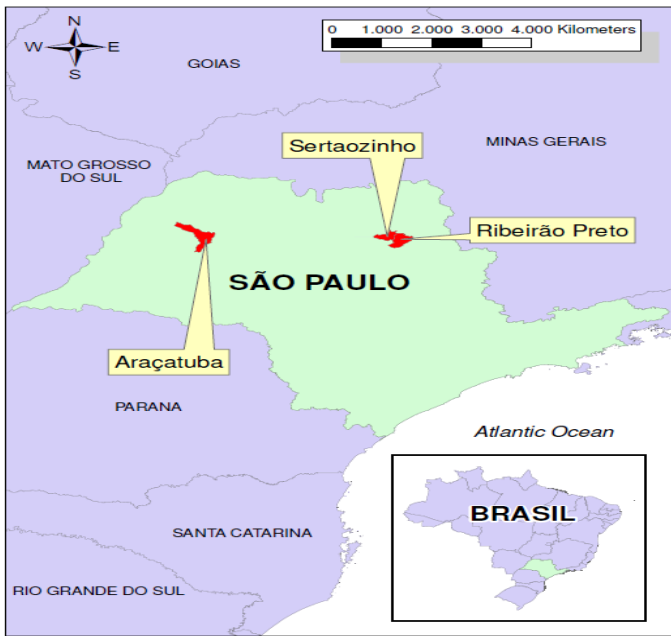 N
W E
S
0 1.000 2.000 3.000 4.000 Kilometers
GOIAS
Sertaozinho
MINAS GERAIS
MATO GROSSO
DO SUL
Ribeirão Preto
SÃO PAULO
Araçatuba
PARANA
Atlantic Ocean
BRASIL
SANTA CATARINA
RIO GRANDE DO SUL